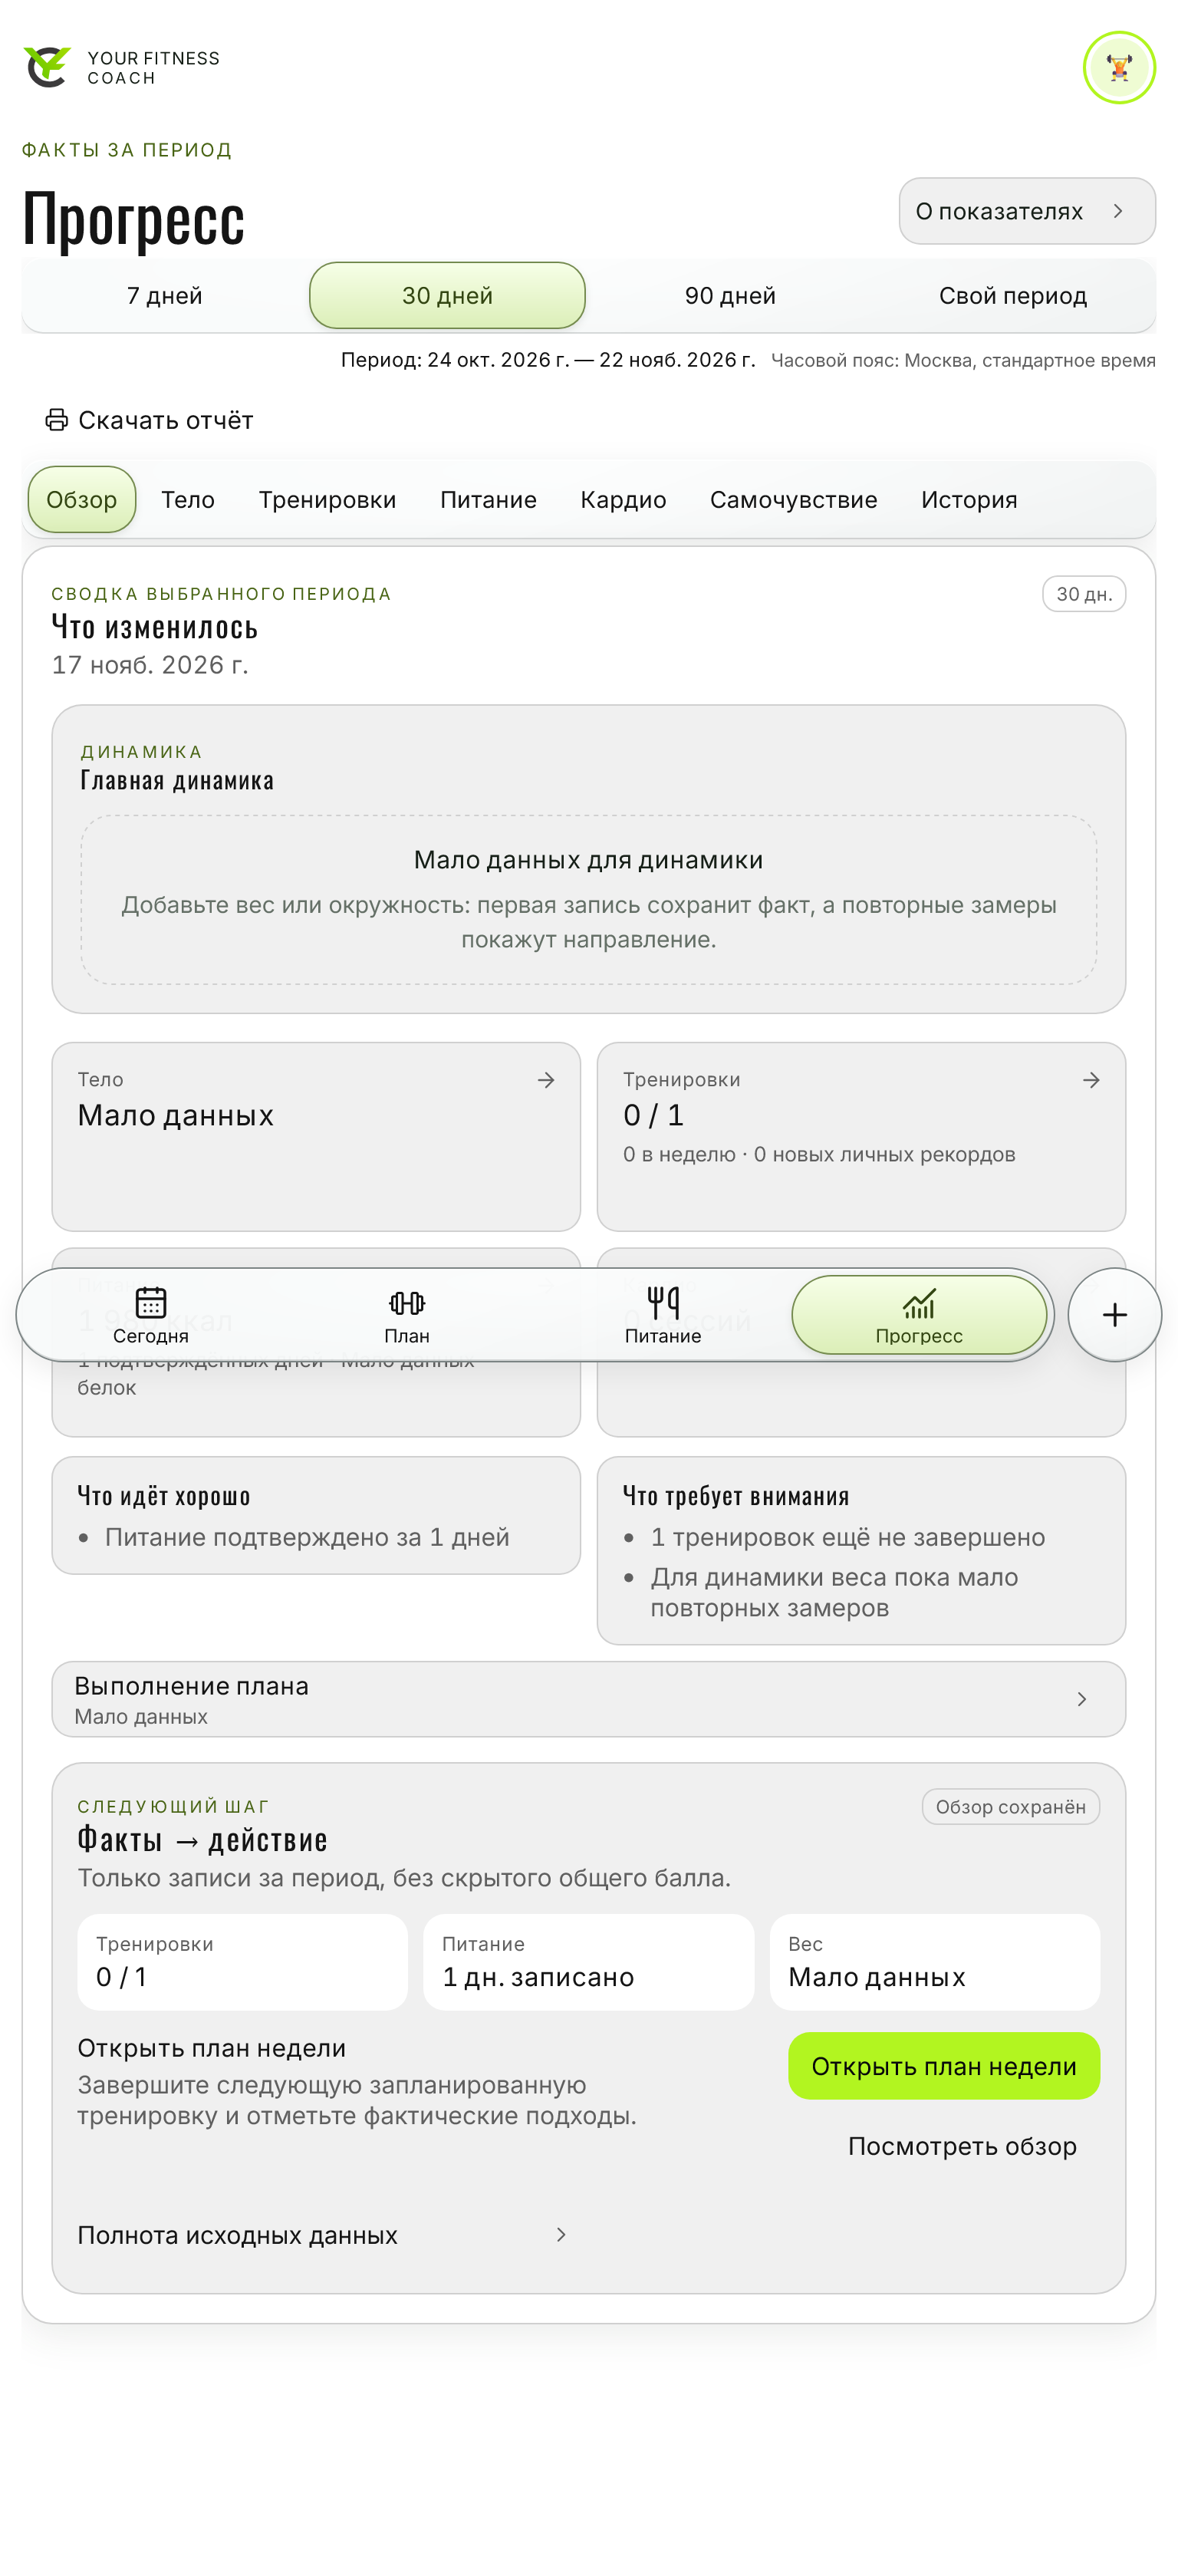 YOUR FITNESS
COACH
ФАКТЫ ЗА ПЕРИОД
Прогресс
О показателях
7 дней
30 дней
90 дней
Свой период
Период: 24 окт. 2026 г. — 22 нояб. 2026 г.
Часовой пояс: Москва, стандартное время
Скачать отчёт
Обзор
Тело
Тренировки
Питание
Кардио
Самочувствие
История
СВОДКА ВЫБРАННОГО ПЕРИОДА
30 дн.
Что изменилось
17 нояб. 2026 г.
ДИНАМИКА
Главная динамика
Мало данных для динамики
Добавьте вес или окружность: первая запись сохранит факт, а повторные замеры
покажут направление.
Тело
Мало данных
Тренировки
0 / 1
0 в неделю · 0 новых личных рекордов
ккал
0 сессий
Сегодня
План
Питание
Прогресс
1 подтверждённых дней · Мало данных
белок
Что идёт хорошо
Питание подтверждено за 1 дней
Что требует внимания
1 тренировок ещё не завершено
Для динамики веса пока мало
повторных замеров
Выполнение плана
Мало данных
СЛЕДУЮЩИЙ ШАГ
Обзор сохранён
Факты → действие
Только записи за период, без скрытого общего балла.
Тренировки
0 / 1
Питание
1 дн. записано
Вес
Мало данных
Открыть план недели
Завершите следующую запланированную
тренировку и отметьте фактические подходы.
Открыть план недели
Посмотреть обзор
Полнота исходных данных